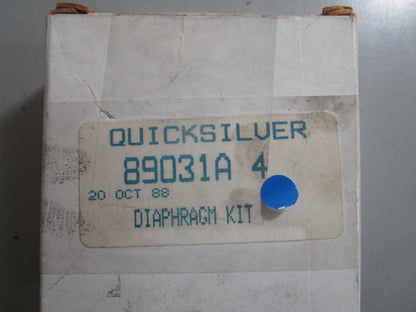 QUICKSILVER
89031A 4
20 OCT 88
DIAPHRAGM KIT